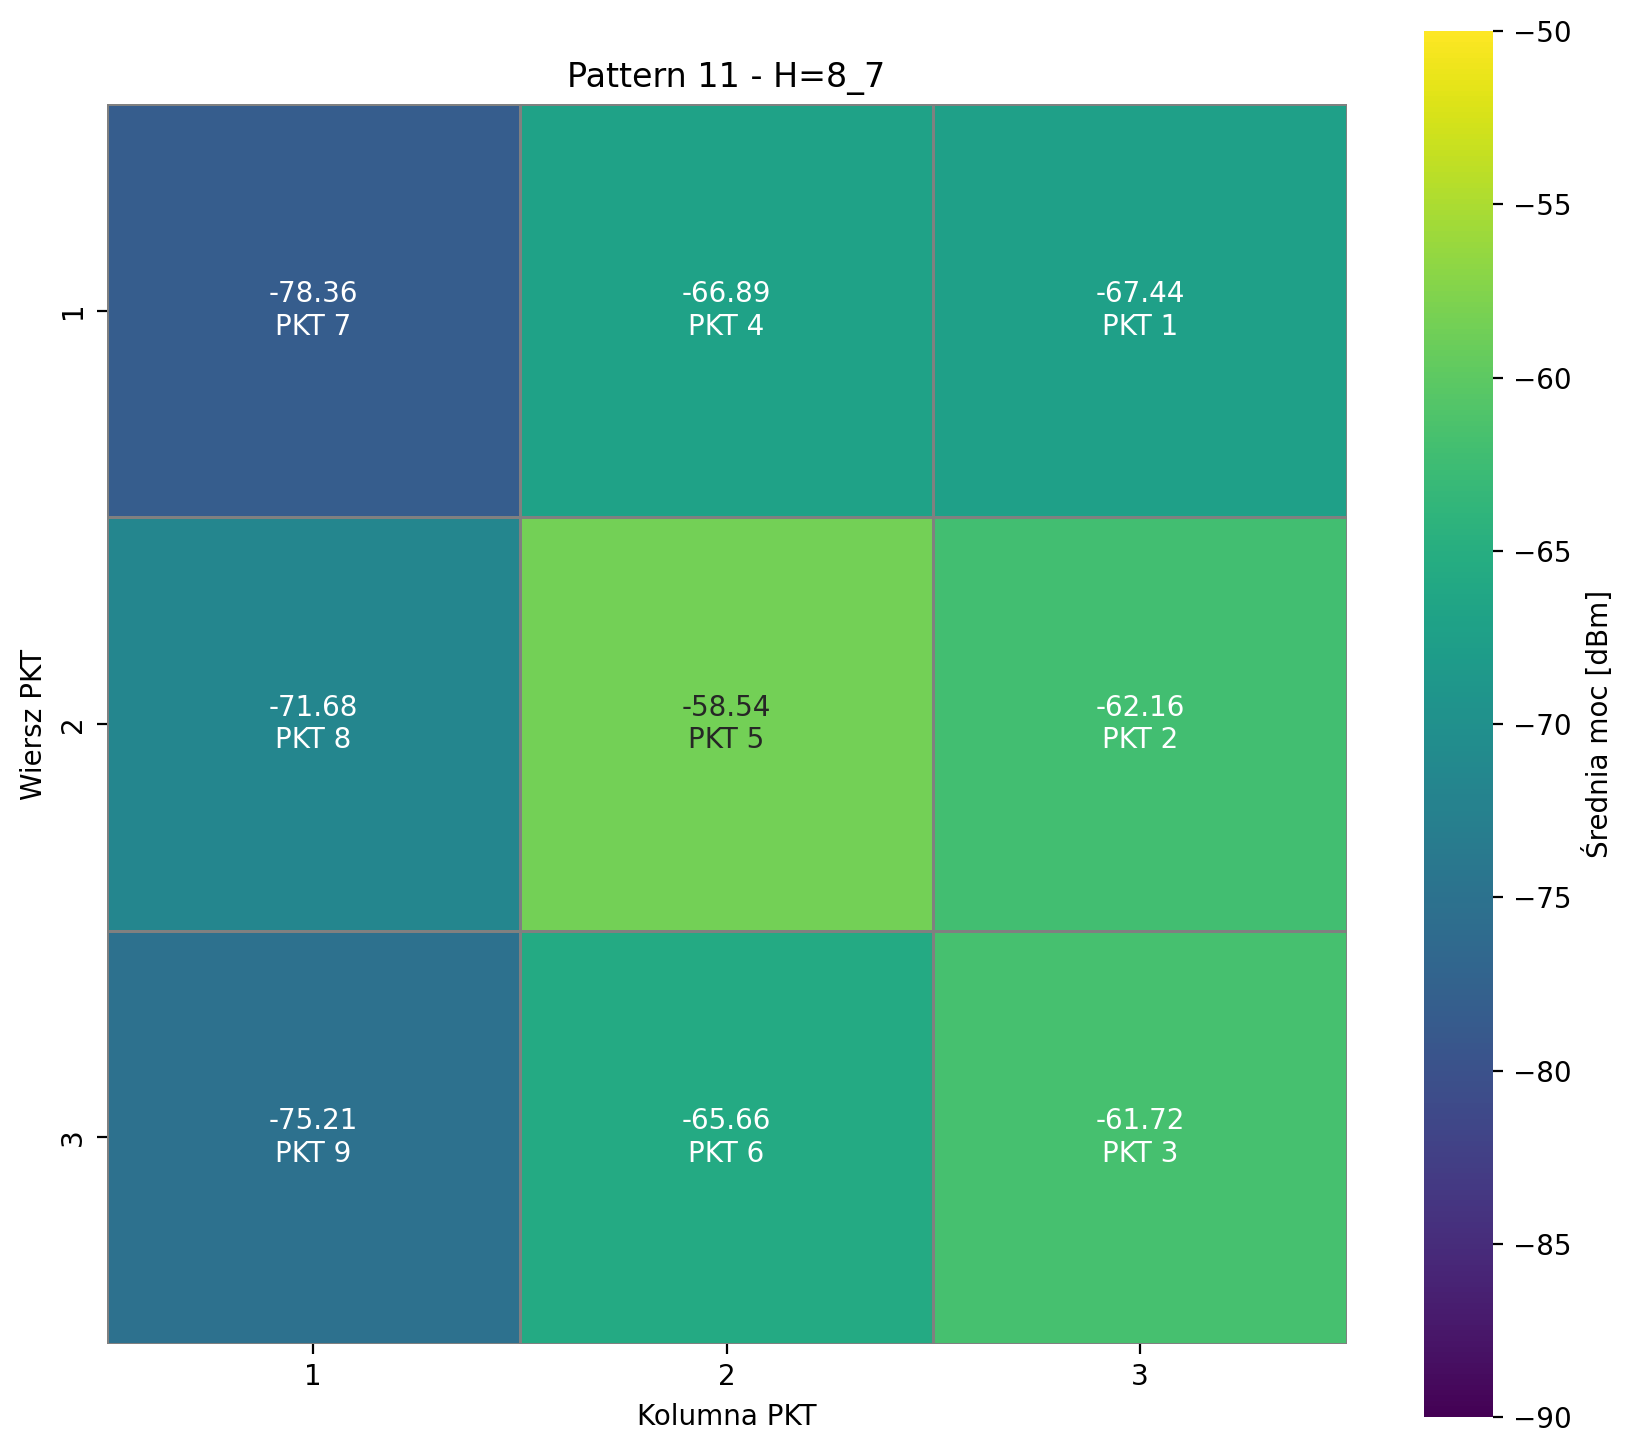 Pattern 11 - H=8_7
-78.36
PKT 7
-66.89
PKT 4
-67.44
PKT 1
-71.68
PKT 8
-58.54
PKT 5
-62.16
PKT 2
-75.21
PKT 9
-65.66
PKT 6
-61.72
PKT 3
1
2
3
Wiersz PKT
1
2
3
Kolumna PKT
−50
−55
−60
−65
−70
−75
−80
−85
−90
Średnia moc [dBm]